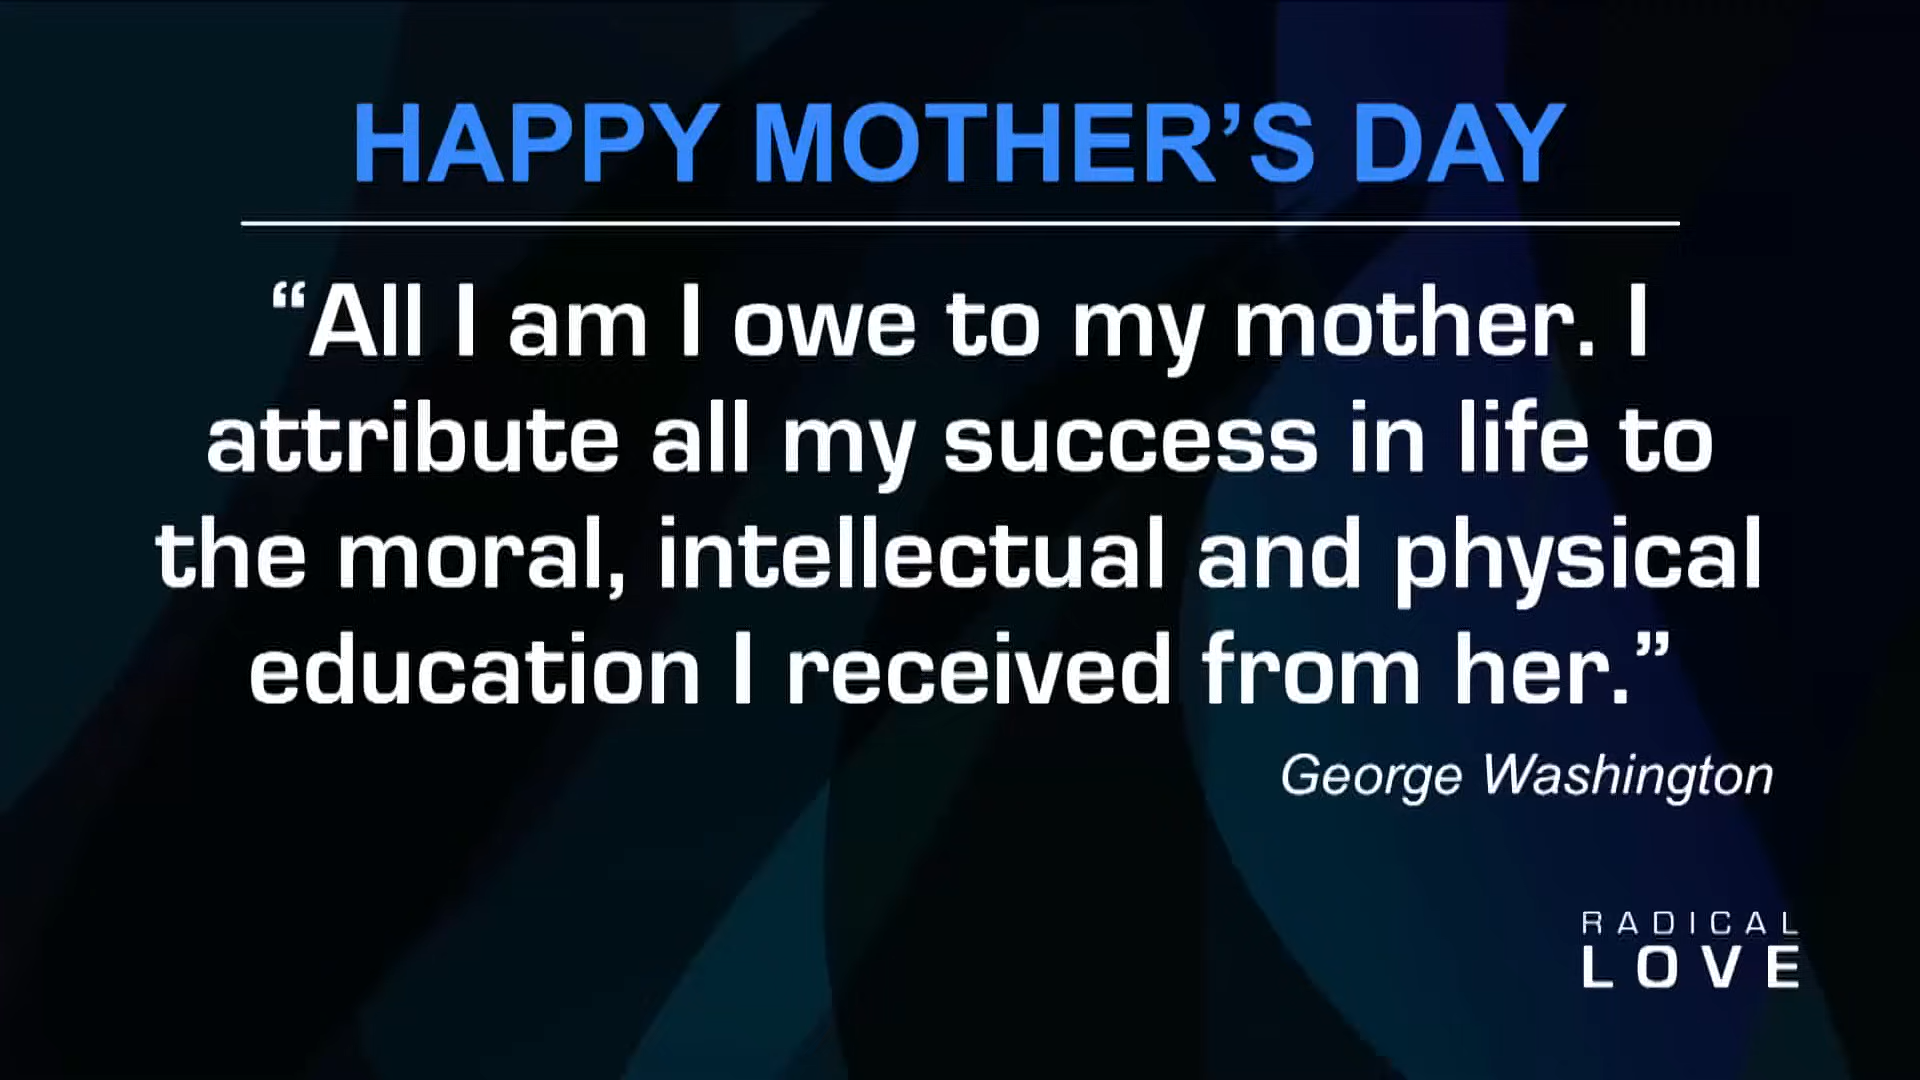 HAPPY MOTHER’S DAY
“All I am I owe to my mother. I
attribute all my success in life to
the moral, intellectual and physical
education I received from her.”
George Washington
RADICAL
LOVE